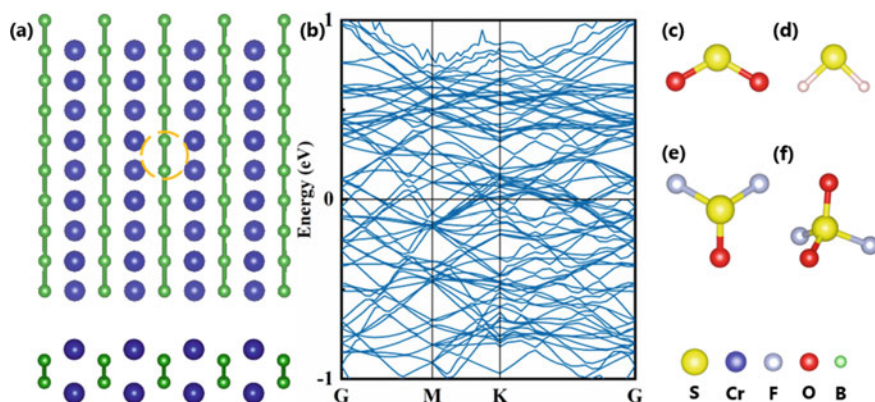 (a)
(b)
1
0
-1
Energy (eV)
G M K G
(c)
(d)
(e)
(f)
S Cr F O B